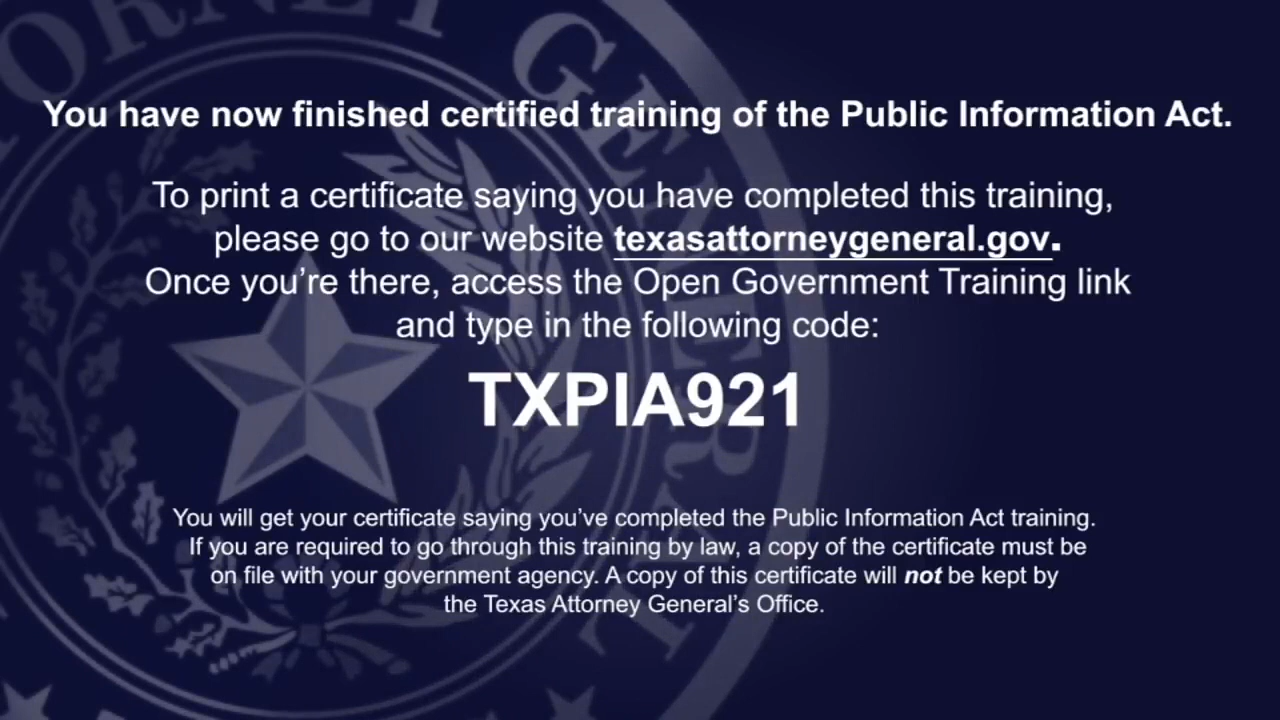 ORNEY GENERAL
You have now finished certified training of the Public Information Act.
To print a certificate saying you have completed this training,
please go to our website texasattorneygeneral.gov.
Once you’re there, access the Open Government Training link
and type in the following code:
TXPIA921
You will get your certificate saying you’ve completed the Public Information Act training.
If you are required to go through this training by law, a copy of the certificate must be
on file with your government agency. A copy of this certificate will not be kept by
the Texas Attorney General’s Office.